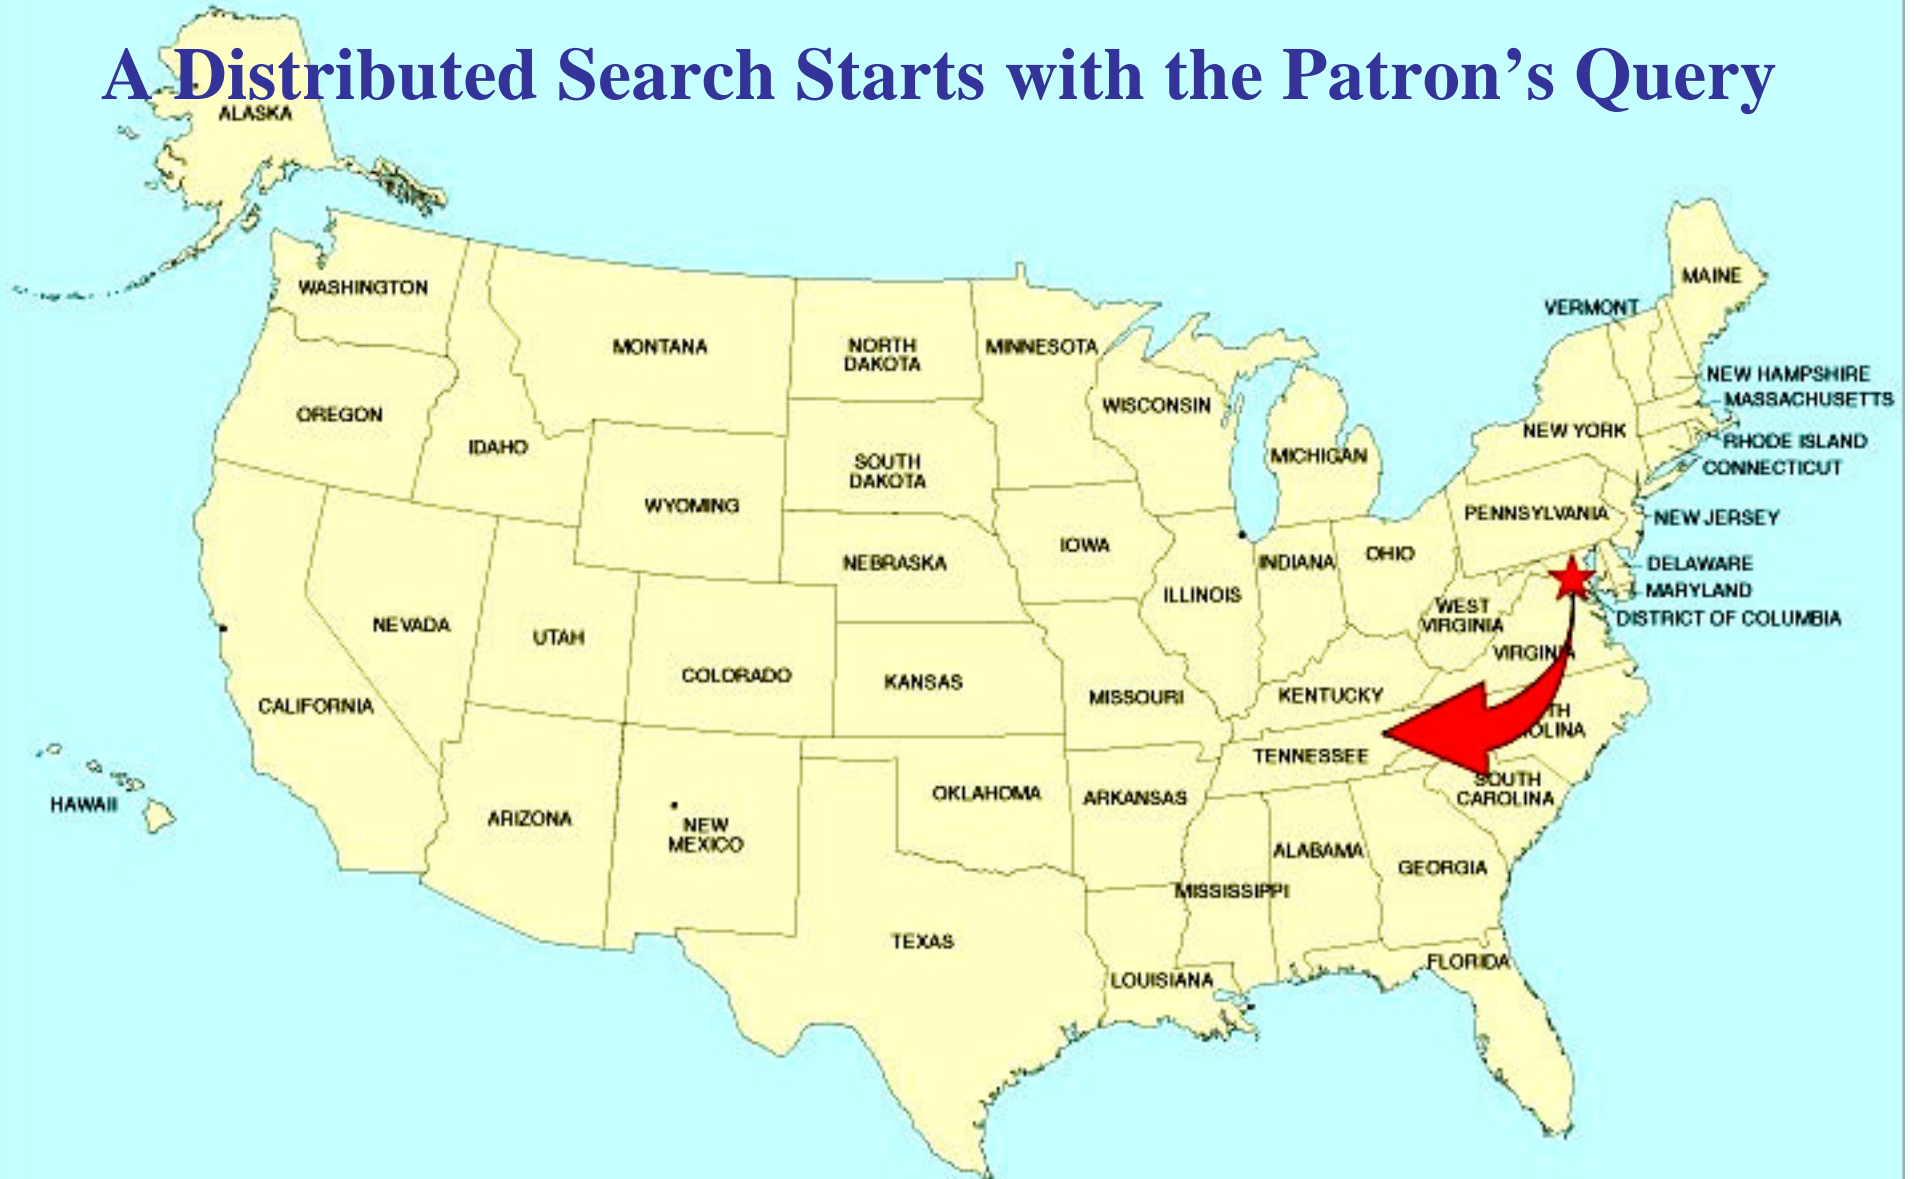 A Distributed Search Starts with the Patron's Query
ALASKA
MAINE
WASHINGTON
VERMONT
MONTANA
NORTH
DAKOTA
MINNESOTA
NEW HAMPSHIRE
MASSACHUSETTS
WISCONSIN
OREGON
NEW YORK
RHODE ISLAND
IDAHO
MICHIGAN
CONNECTICUT
SOUTH
DAKOTA
WYOMING
PENNSYLVANIA
NEW JERSEY
IOWA
OHIO
NEBRASKA
INDIANA
DELAWARE
MARYLAND
ILLINOIS
WEST
VIRGINIA
DISTRICT OF COLUMBIA
NEVADA
UTAH
VIRGINIA
COLORADO
KANSAS
MISSOURI
KENTUCKY
CALIFORNIA
TH
OLINA
TENNESSEE
HAWAII
OKLAHOMA
ARKANSAS
SOUTH
CAROLINA
ARIZONA
NEW
MEXICO
ALABAMA
GEORGIA
MISSISSIPPI
TEXAS
FLORIDA
LOUISIANA